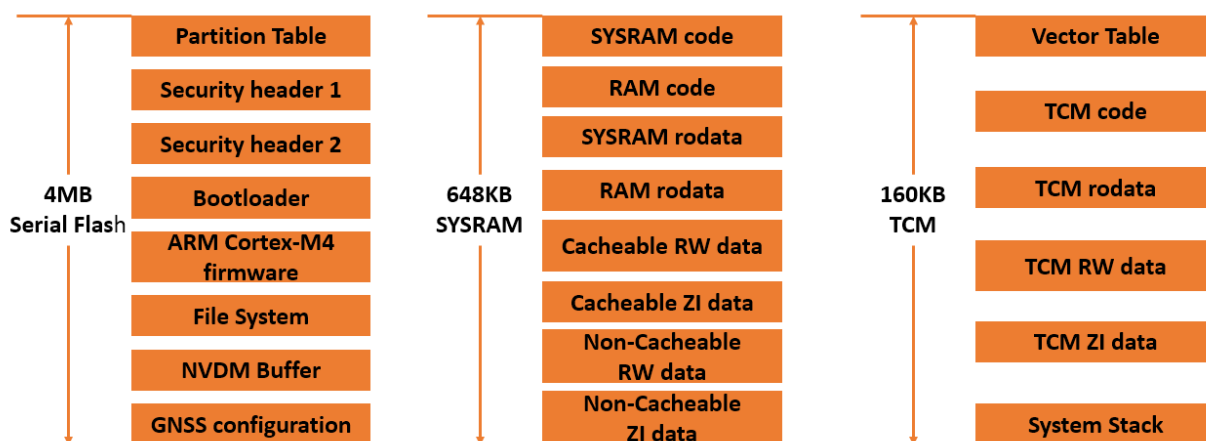 Partition Table
Security header 1
Security header 2
Bootloader
ARM Cortex-M4
firmware
File System
NVDM Buffer
GNSS configuration
4MB
Serial Flash
SYSRAM code
RAM code
SYSRAM rodata
RAM rodata
Cacheable RW data
Cacheable ZI data
Non-Cacheable
RW data
Non-Cacheable
ZI data
648KB
SYSRAM
Vector Table
TCM code
TCM rodata
TCM RW data
TCM ZI data
System Stack
160KB
TCM